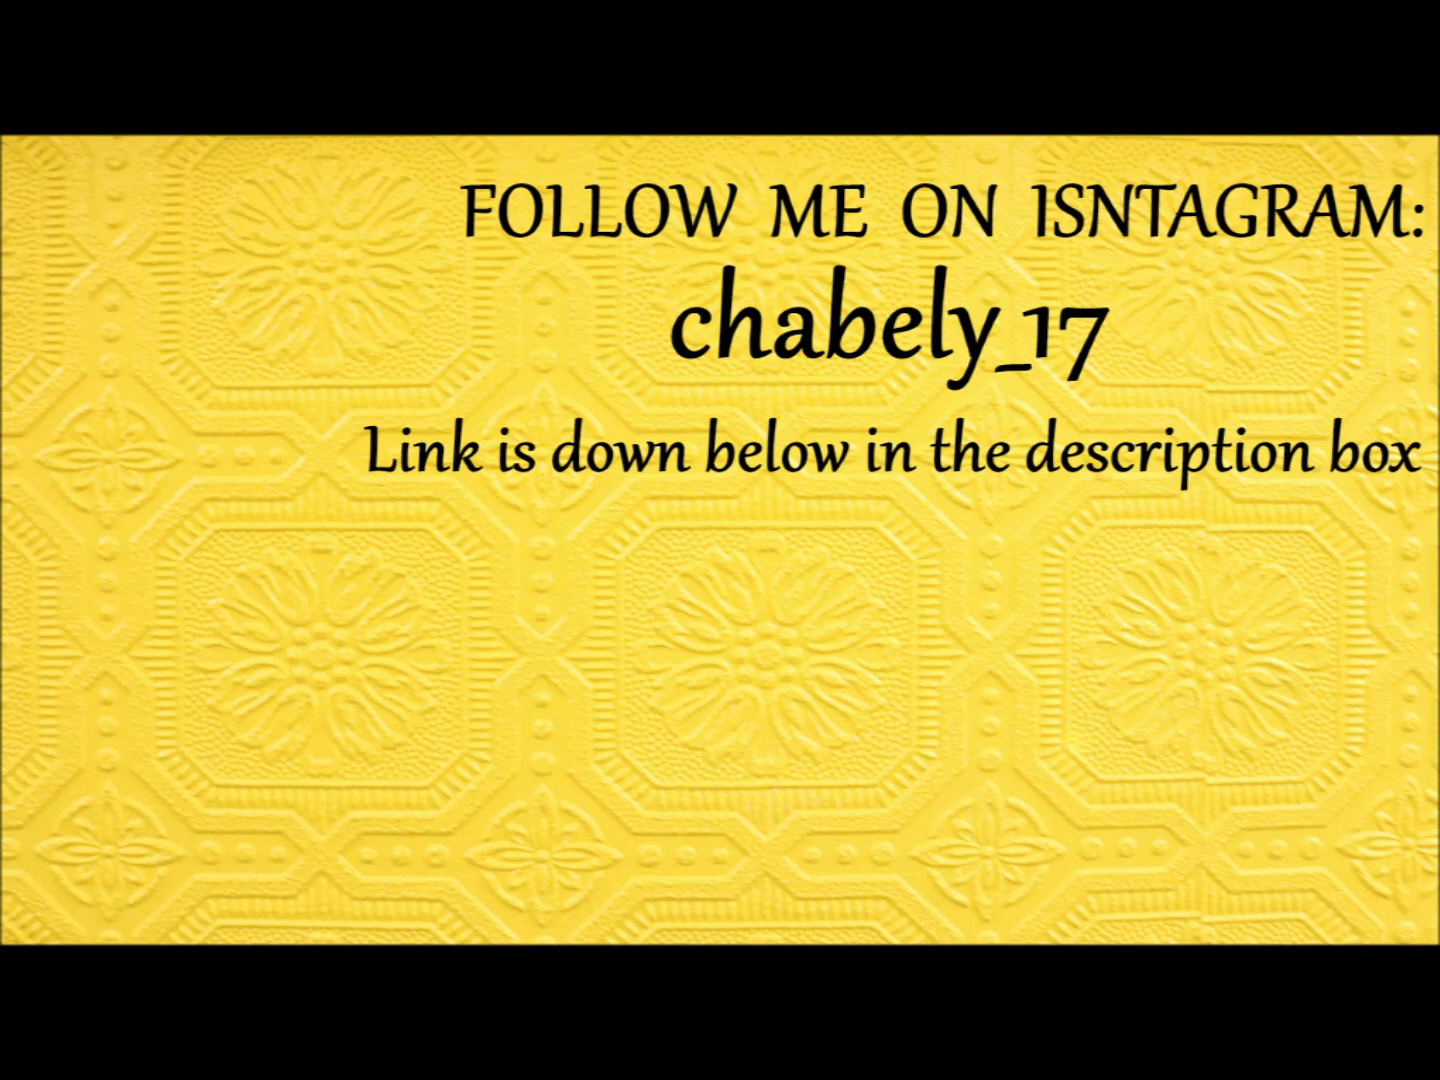 FOLLOW ME ON ISNTAGRAM:
chabely_17
Link is down below in the description box